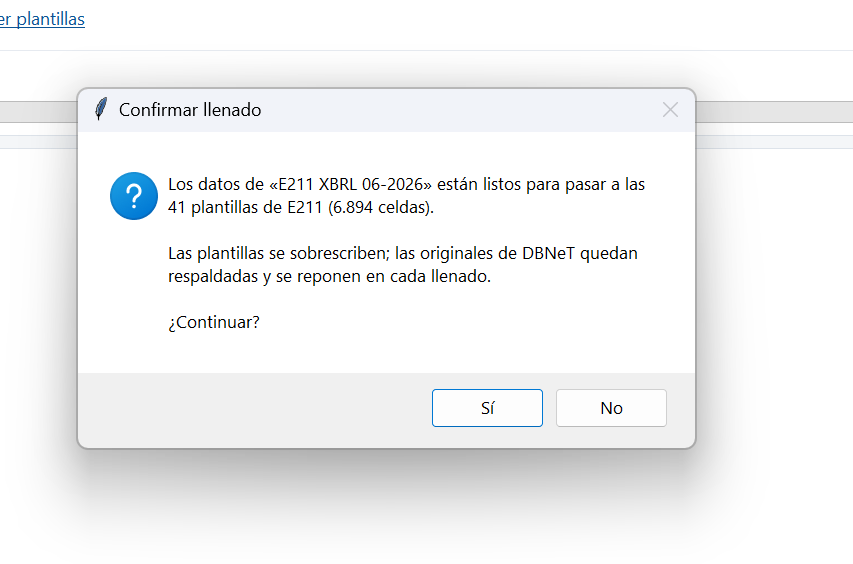 er plantillas
Confirmar llenado
Los datos de «E211 XBRL 06-2026» están listos para pasar a las
41 plantillas de E211 (6.894 celdas).
Las plantillas se sobrescriben; las originales de DBNeT quedan
respaldadas y se reponen en cada llenado.
¿Continuar?
Sí
No